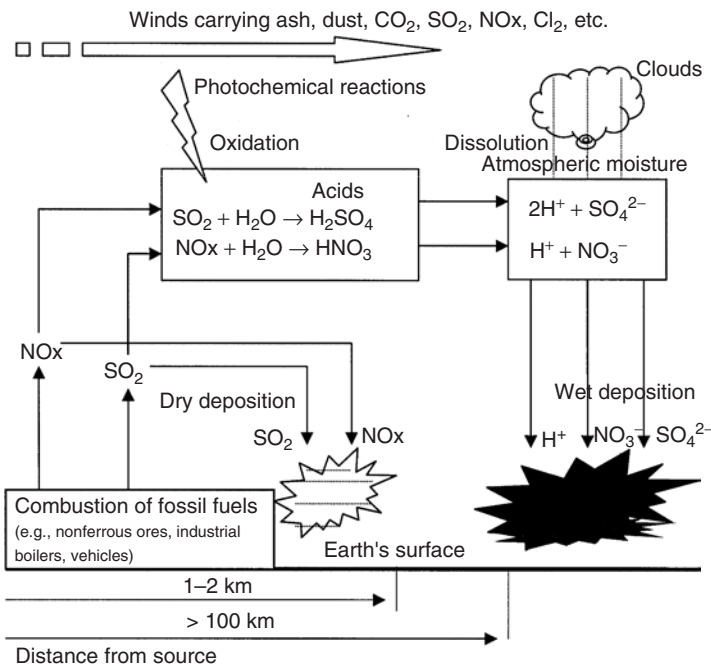 Winds carrying ash, dust, CO₂, SO₂, NOx, Cl₂, etc.
Photochemical reactions
Clouds
Oxidation
Dissolution
Atmospheric moisture
Acids
SO₂ + H₂O → H₂SO₄
NOx + H₂O → HNO₃
2H⁺ + SO₄²⁻
H⁺ + NO₃⁻
NOx
SO₂
Dry deposition
Wet deposition
SO₂
NOx
H⁺
NO₃⁻
SO₄²⁻
Combustion of fossil fuels
(e.g., nonferrous ores, industrial
boilers, vehicles)
Earth's surface
1–2 km
> 100 km
Distance from source